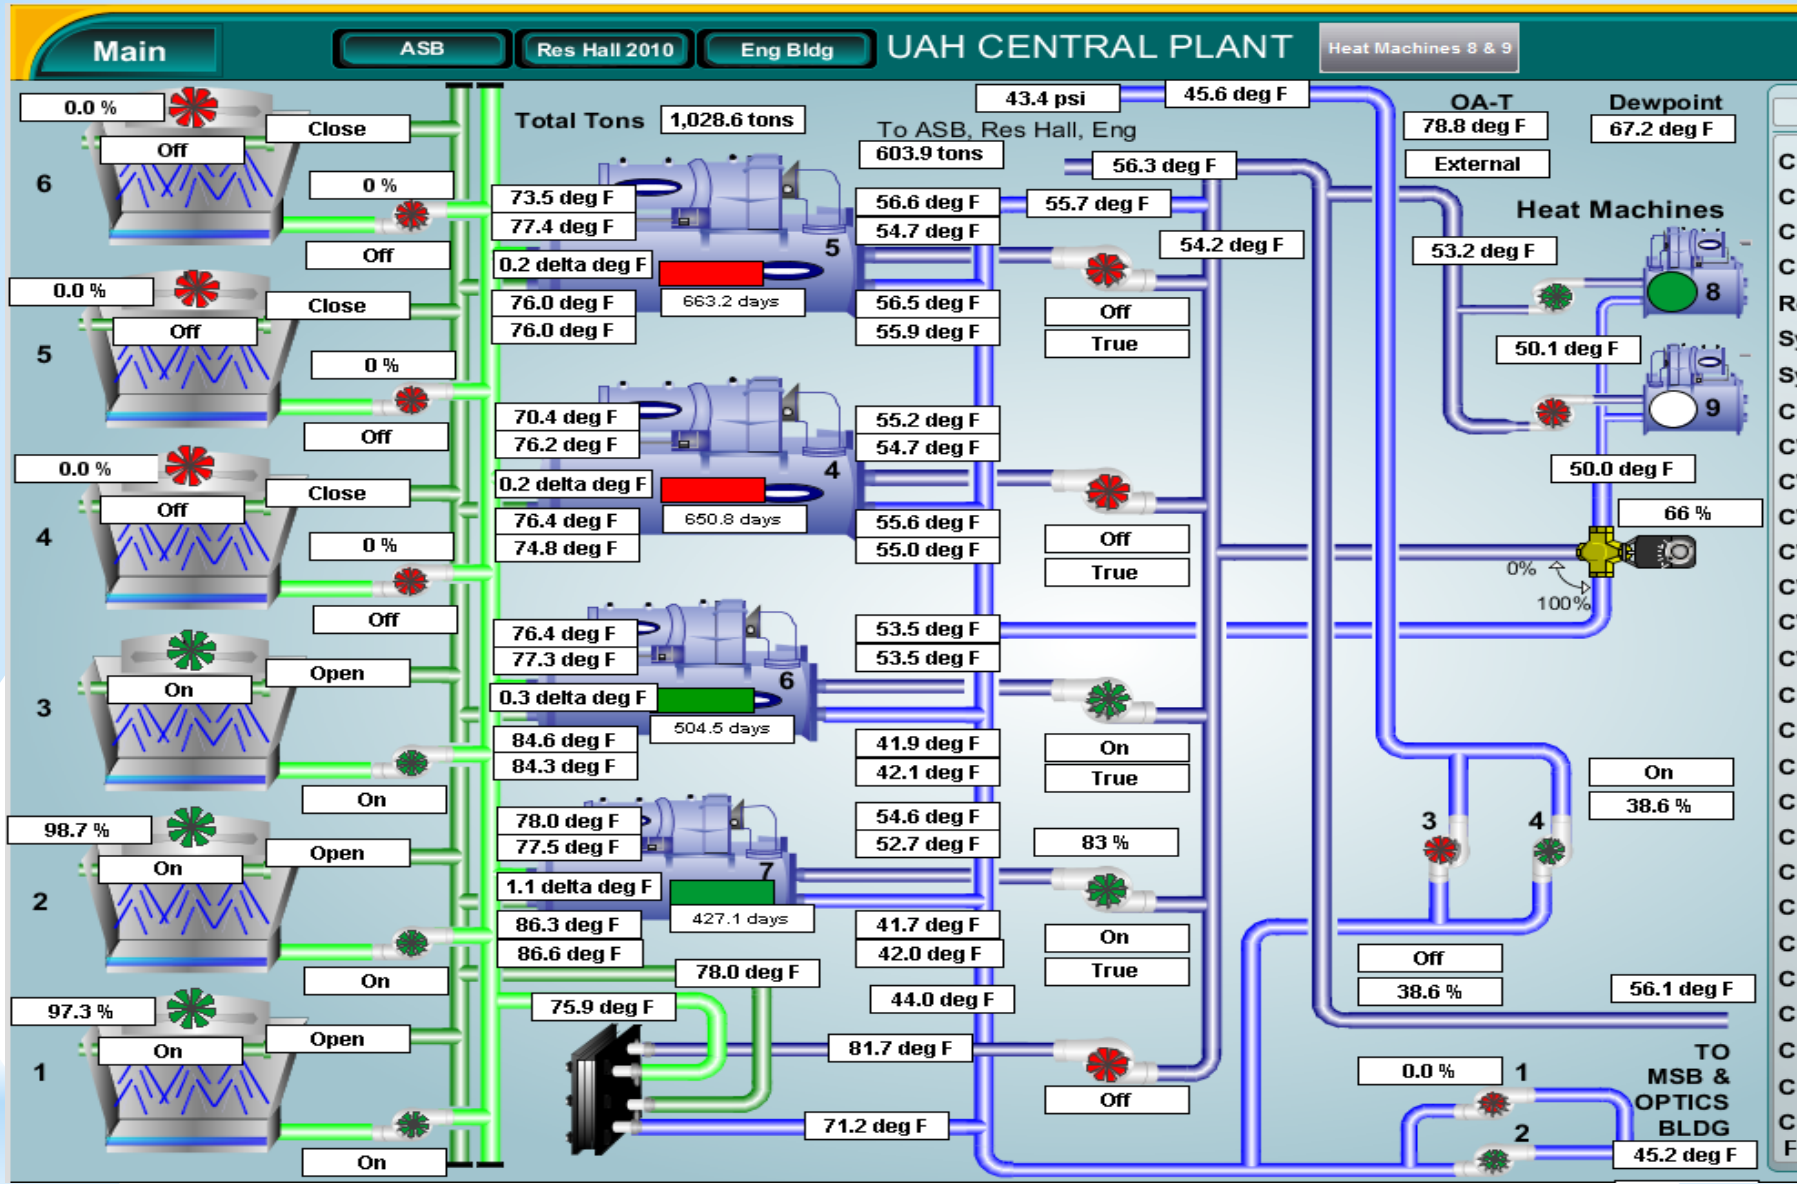 Main
ASB
Res Hall 2010
Eng Bldg
UAH CENTRAL PLANT
Heat Machines 8 & 9
0.0 %
Close
Off
6
0 %
Off
0.0 %
Close
Off
5
0 %
Off
0.0 %
Close
Off
4
0 %
Off
Open
On
3
On
98.7 %
Open
On
2
On
97.3 %
Open
On
1
On
Total Tons
1,028.6 tons
To ASB, Res Hall, Eng
603.9 tons
43.4 psi
45.6 deg F
OA-T
78.8 deg F
External
Dewpoint
67.2 deg F
56.3 deg F
73.5 deg F
77.4 deg F
0.2 delta deg F
76.0 deg F
76.0 deg F
5
663.2 days
56.6 deg F
54.7 deg F
55.7 deg F
54.2 deg F
56.5 deg F
55.9 deg F
Off
True
70.4 deg F
76.2 deg F
0.2 delta deg F
76.4 deg F
74.8 deg F
4
650.8 days
55.2 deg F
54.7 deg F
55.6 deg F
55.0 deg F
Off
True
76.4 deg F
77.3 deg F
0.3 delta deg F
84.6 deg F
84.3 deg F
6
504.5 days
53.5 deg F
53.5 deg F
41.9 deg F
42.1 deg F
On
True
78.0 deg F
77.5 deg F
1.1 delta deg F
86.3 deg F
86.6 deg F
7
427.1 days
54.6 deg F
52.7 deg F
83 %
41.7 deg F
42.0 deg F
On
True
78.0 deg F
75.9 deg F
44.0 deg F
81.7 deg F
Off
71.2 deg F
Heat Machines
53.2 deg F
8
50.1 deg F
9
50.0 deg F
66 %
0%
100%
On
38.6 %
3
4
Off
38.6 %
56.1 deg F
TO
MSB &
OPTICS
BLDG
0.0 %
1
2
45.2 deg F